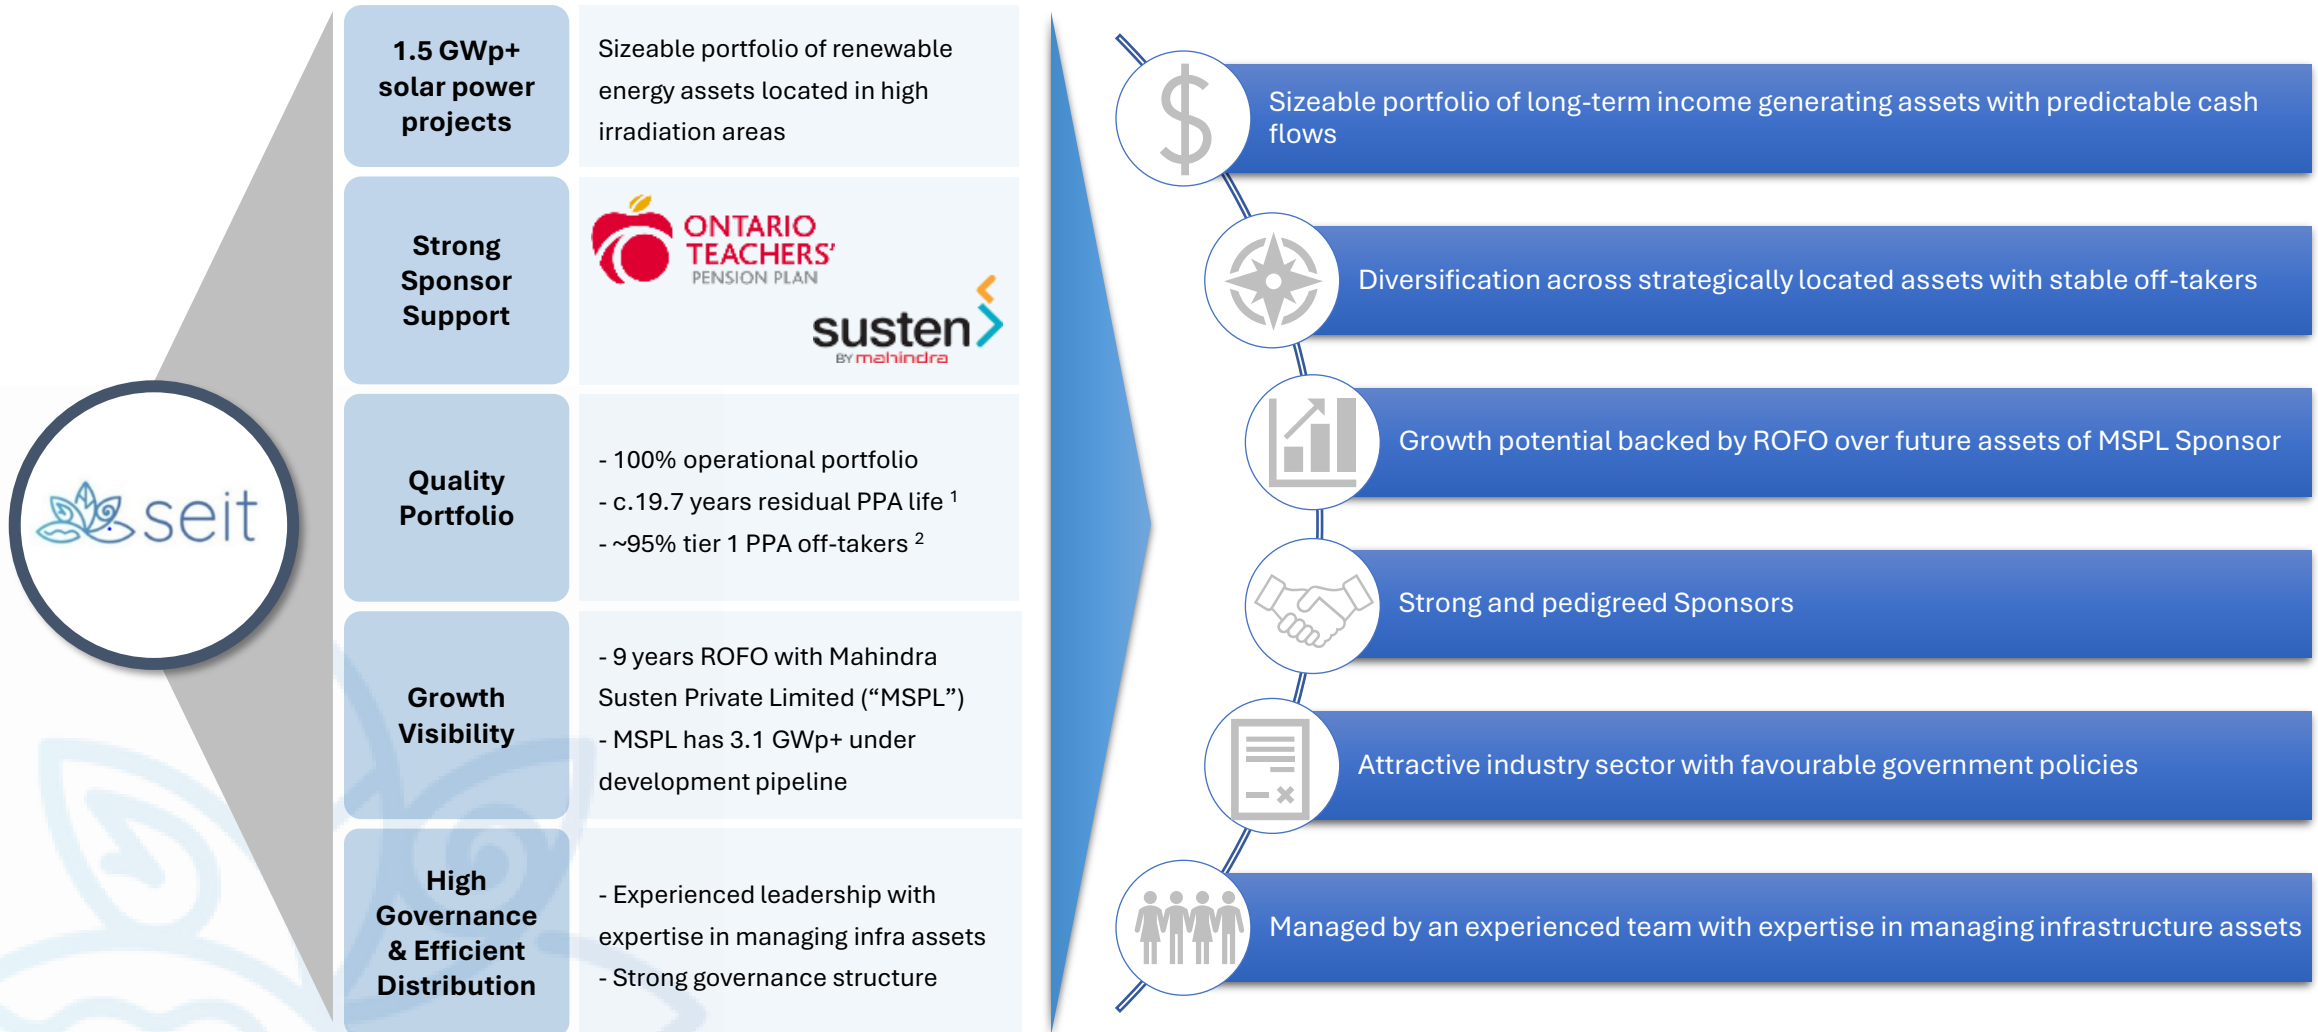 seit
1.5 GWp+
solar power
projects
Sizeable portfolio of renewable
energy assets located in high
irradiation areas
Strong
Sponsor
Support
ONTARIO
TEACHERS'
PENSION PLAN
susten
BY mahindra
Quality
Portfolio
- 100% operational portfolio
- c.19.7 years residual PPA life 1
- ~95% tier 1 PPA off-takers 2
Growth
Visibility
- 9 years ROFO with Mahindra
Susten Private Limited (“MSPL”)
- MSPL has 3.1 GWp+ under
development pipeline
High
Governance
& Efficient
Distribution
- Experienced leadership with
expertise in managing infra assets
- Strong governance structure
Sizeable portfolio of long-term income generating assets with predictable cash
flows
Diversification across strategically located assets with stable off-takers
Growth potential backed by ROFO over future assets of MSPL Sponsor
Strong and pedigreed Sponsors
Attractive industry sector with favourable government policies
Managed by an experienced team with expertise in managing infrastructure assets